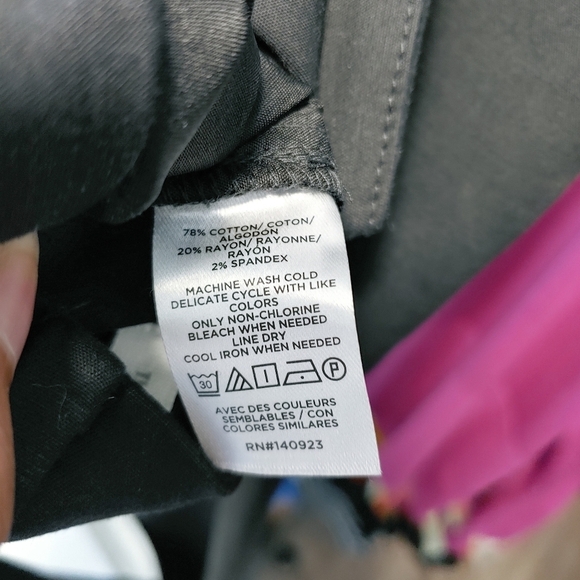 78% COTTON/ COTON/
ALGODÓN
20% RAYON/ RAYONNE/
RAYÓN
2% SPANDEX
MACHINE WASH COLD
DELICATE CYCLE WITH LIKE
COLORS
ONLY NON-CHLORINE
BLEACH WHEN NEEDED
LINE DRY
COOL IRON WHEN NEEDED
30 P
AVEC DES COULEURS
SEMBLABLES / CON
COLORES SIMILARES
RN#140923